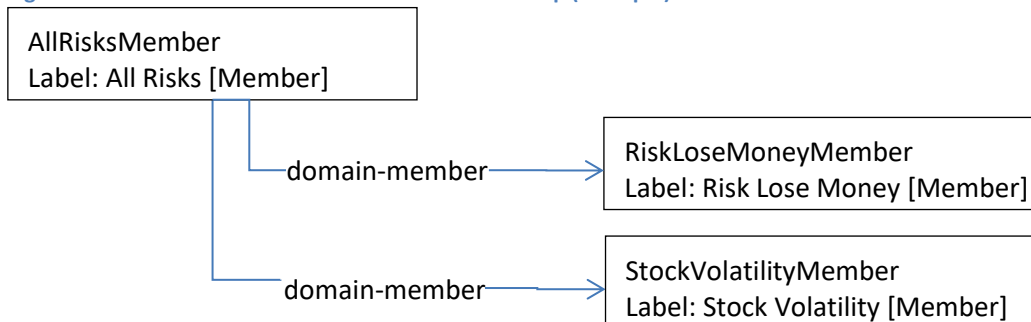 AllRisksMember
Label: All Risks [Member]
domain-member
RiskLoseMoneyMember
Label: Risk Lose Money [Member]
domain-member
StockVolatilityMember
Label: Stock Volatility [Member]